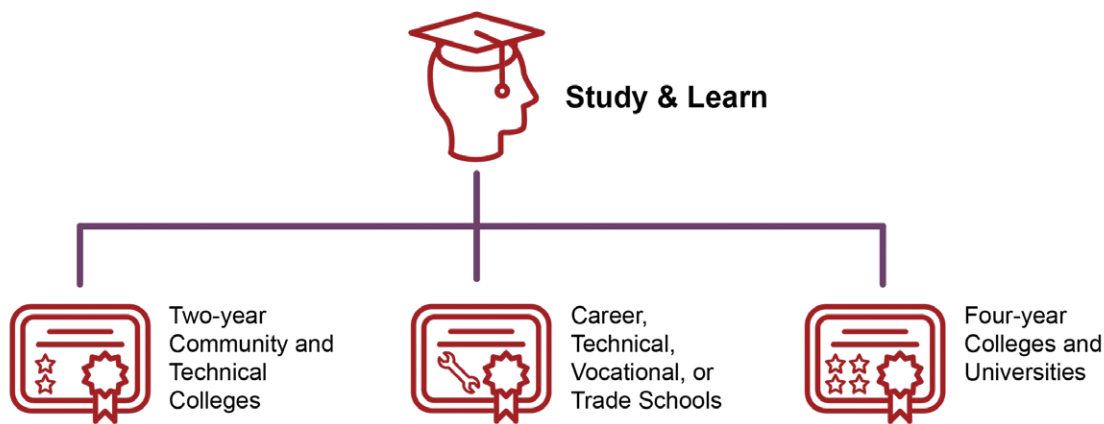 Study & Learn
Two-year
Community and
Technical
Colleges
Career,
Technical,
Vocational, or
Trade Schools
Four-year
Colleges and
Universities